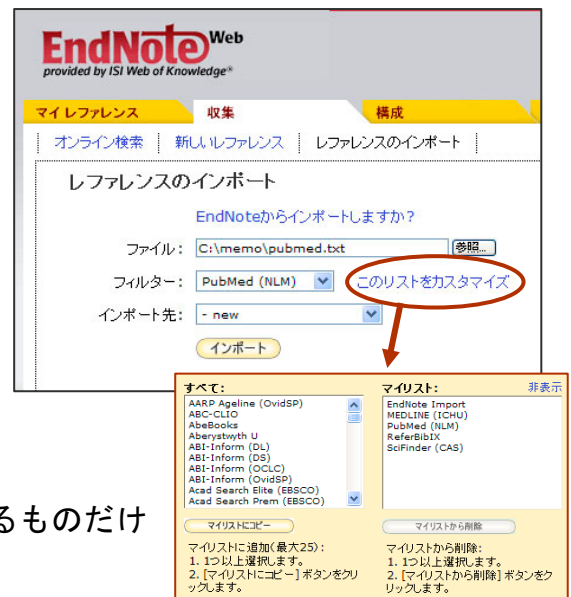 EndNote Web
provided by ISI Web of Knowledge®
マイ レファレンス 収集 構成
オンライン検索 新しいレファレンス レファレンスのインポート
レファレンスのインポート
EndNoteからインポートしますか?
ファイル: C:\memo\pubmed.txt 参照...
フィルター: PubMed (NLM) このリストをカスタマイズ
インポート先: - new
インポート
すべて:
AARP Ageline (OvidSP)
ABC-CLIO
AbeBooks
Aberystwyth U
ABI-Inform (DL)
ABI-Inform (DS)
ABI-Inform (OCLC)
ABI-Inform (OvidSP)
Acad Search Elite (EBSCO)
Acad Search Prem (EBSCO)
マイリストにコピー
マイリストに追加(最大25):
1. 1つ以上選択します。
2. [マイリストにコピー] ボタンをクリ
ックします。
マイリスト: 非表示
EndNote Import
MEDLINE (ICHU)
PubMed (NLM)
ReferBibIX
SciFinder (CAS)
マイリストから削除
マイリストから削除:
1. 1つ以上選択します。
2. [マイリストから削除] ボタンをク
リックします。
るものだけ